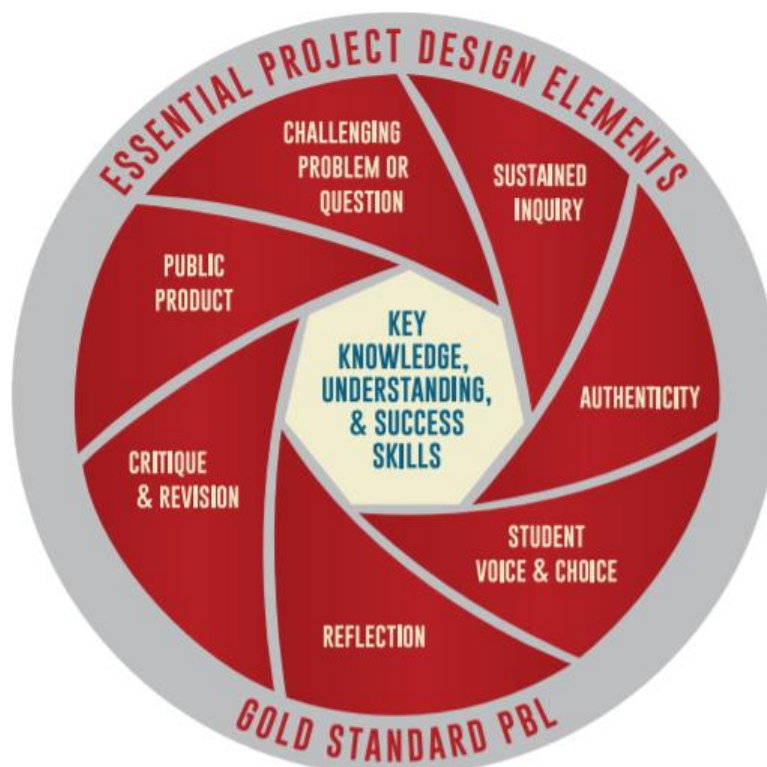 ESSENTIAL PROJECT DESIGN ELEMENTS
CHALLENGING
PROBLEM OR
QUESTION
SUSTAINED
INQUIRY
AUTHENTICITY
STUDENT
VOICE & CHOICE
REFLECTION
CRITIQUE
& REVISION
PUBLIC
PRODUCT
KEY
KNOWLEDGE,
UNDERSTANDING,
& SUCCESS
SKILLS
GOLD STANDARD PBL